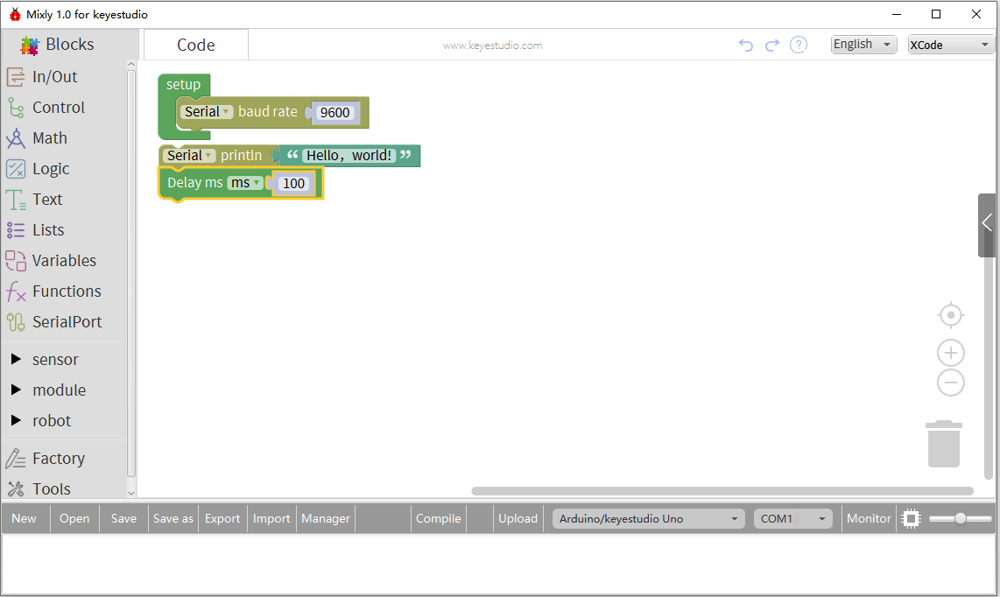 Mixly 1.0 for keyestudio
Blocks
Code
www.keyestudio.com
?
English
XCode
In/Out
Control
Math
Logic
Text
Lists
Variables
Functions
SerialPort
sensor
module
robot
Factory
Tools
setup
Serial baud rate 9600
Serial println “ Hello，world! ”
Delay ms ms 100
New Open Save Save as Export Import Manager Compile Upload Arduino/keyestudio Uno COM1 Monitor